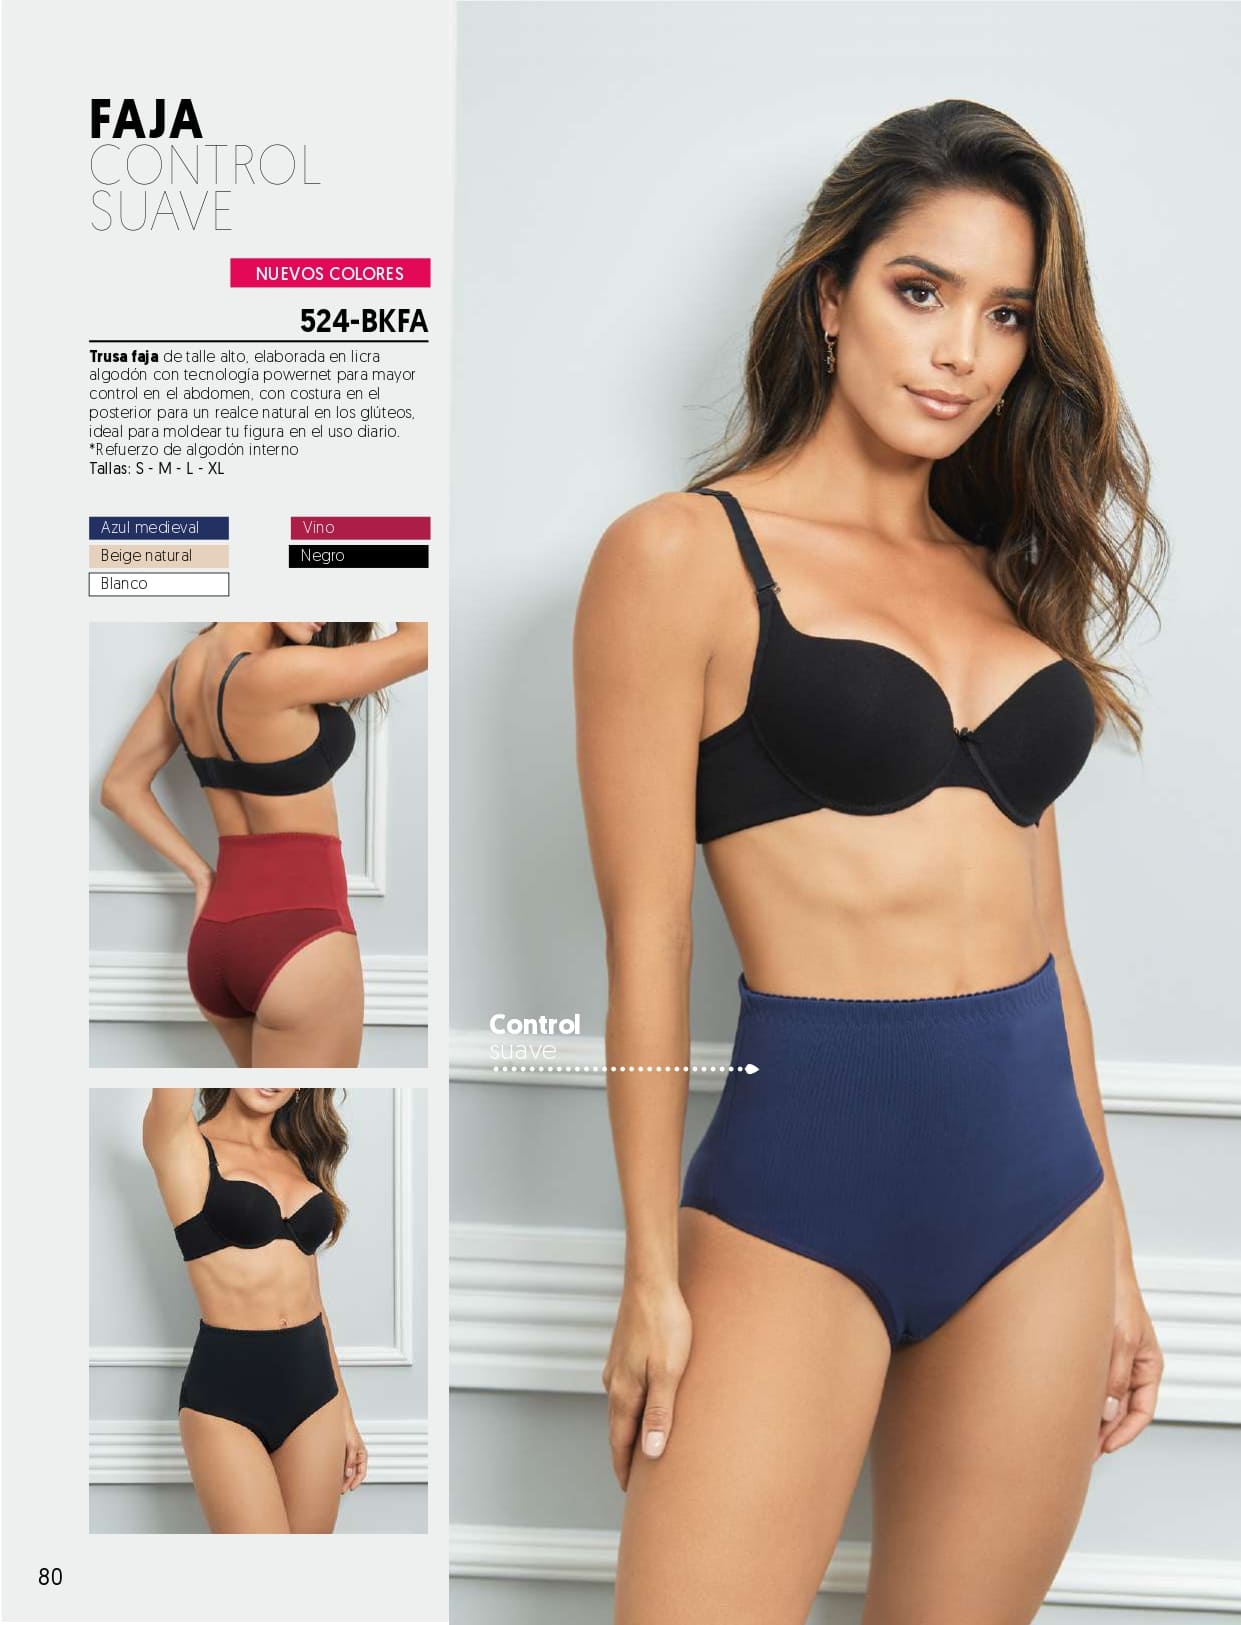 FAJA
CONTROL
SUAVE
NUEVOS COLORES
524-BKFA
Trusa faja de talle alto, elaborada en licra
algodón con tecnología powernet para mayor
control en el abdomen, con costura en el
posterior para un realce natural en los glúteos,
ideal para moldear tu figura en el uso diario.
*Refuerzo de algodón interno
Tallas: S - M - L - XL
Azul medieval
Vino
Beige natural
Negro
Blanco
Control
suave
80